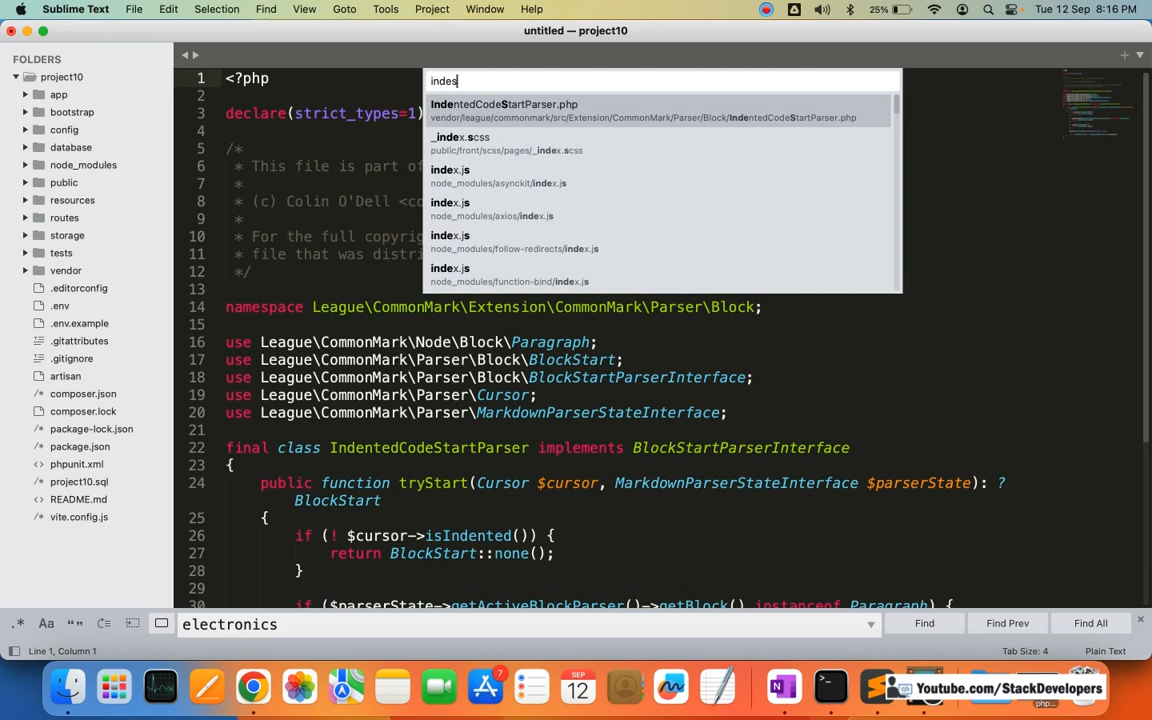 Sublime Text File Edit Selection Find View Goto Tools Project Window Help 25% Tue 12 Sep 8:16 PM
untitled — project10
FOLDERS
project10
app
bootstrap
config
database
node_modules
public
resources
routes
storage
tests
vendor
.editorconfig
.env
.env.example
.gitattributes
.gitignore
artisan
composer.json
composer.lock
package-lock.json
package.json
phpunit.xml
project10.sql
README.md
vite.config.js
indes
IndentedCodeStartParser.php
vendor/league/commonmark/src/Extension/CommonMark/Parser/Block/IndentedCodeStartParser.php
_index.scss
public/front/scss/pages/_index.scss
index.js
node_modules/asynckit/index.js
index.js
node_modules/axios/index.js
index.js
node_modules/follow-redirects/index.js
index.js
node_modules/function-bind/index.js
1 <?php
2
3 declare(strict_types=1)
4
5 /*
6 * This file is part of
7 *
8 * (c) Colin O'Dell <co
9 *
10 * For the full copyrig
11 * file that was distri
12 */
13
14 namespace League\CommonMark\Extension\CommonMark\Parser\Block;
15
16 use League\CommonMark\Node\Block\Paragraph;
17 use League\CommonMark\Parser\Block\BlockStart;
18 use League\CommonMark\Parser\Block\BlockStartParserInterface;
19 use League\CommonMark\Parser\Cursor;
20 use League\CommonMark\Parser\MarkdownParserStateInterface;
21
22 final class IndentedCodeStartParser implements BlockStartParserInterface
23 {
24 public function tryStart(Cursor $cursor, MarkdownParserStateInterface $parserState): ?
BlockStart
25 {
26 if (! $cursor->isIndented()) {
27 return BlockStart::none();
28 }
29
30 if ($parserState->getActiveBlockParser()->getBlock() instanceof Paragraph) {
.* Aa “” electronics Find Find Prev Find All
Line 1, Column 1 Tab Size: 4 Plain Text
7
SEP
12
Youtube.com/StackDevelopers
php...